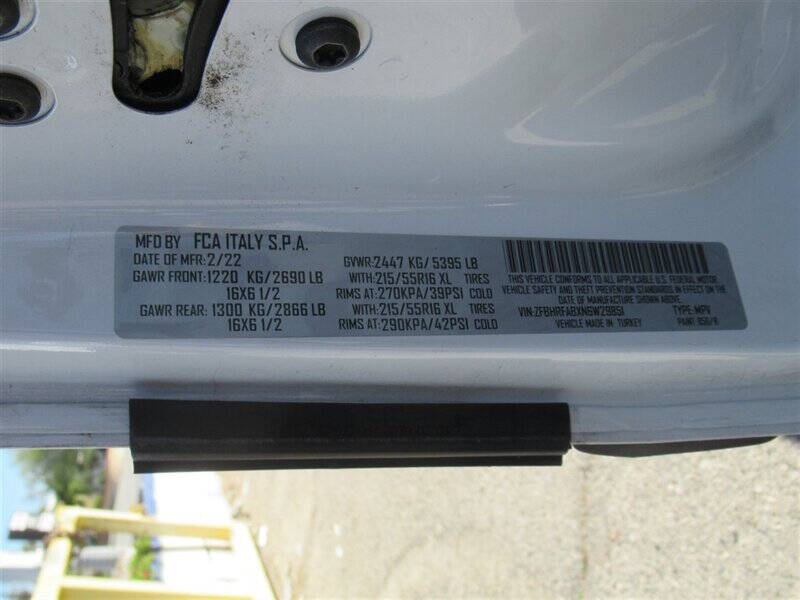 MFD BY FCA ITALY S.P.A.
DATE OF MFR: 2/22 GVWR: 2447 KG/ 5395 LB
GAWR FRONT: 1220 KG/2690 LB WITH: 215/55R16 XL TIRES
16X6 1/2 RIMS AT: 270KPA/39PSI COLD
GAWR REAR: 1300 KG/2866 LB WITH: 215/55R16 XL TIRES
16X6 1/2 RIMS AT: 290KPA/42PSI COLD
THIS VEHICLE CONFORMS TO ALL APPLICABLE U.S. FEDERAL MOTOR
VEHICLE SAFETY, BUMPER, AND THEFT PREVENTION STANDARDS IN EFFECT ON THE
DATE OF MANUFACTURE SHOWN ABOVE.
VIN: TYPE: MPV
VEHICLE MADE IN TURKEY PAINT: